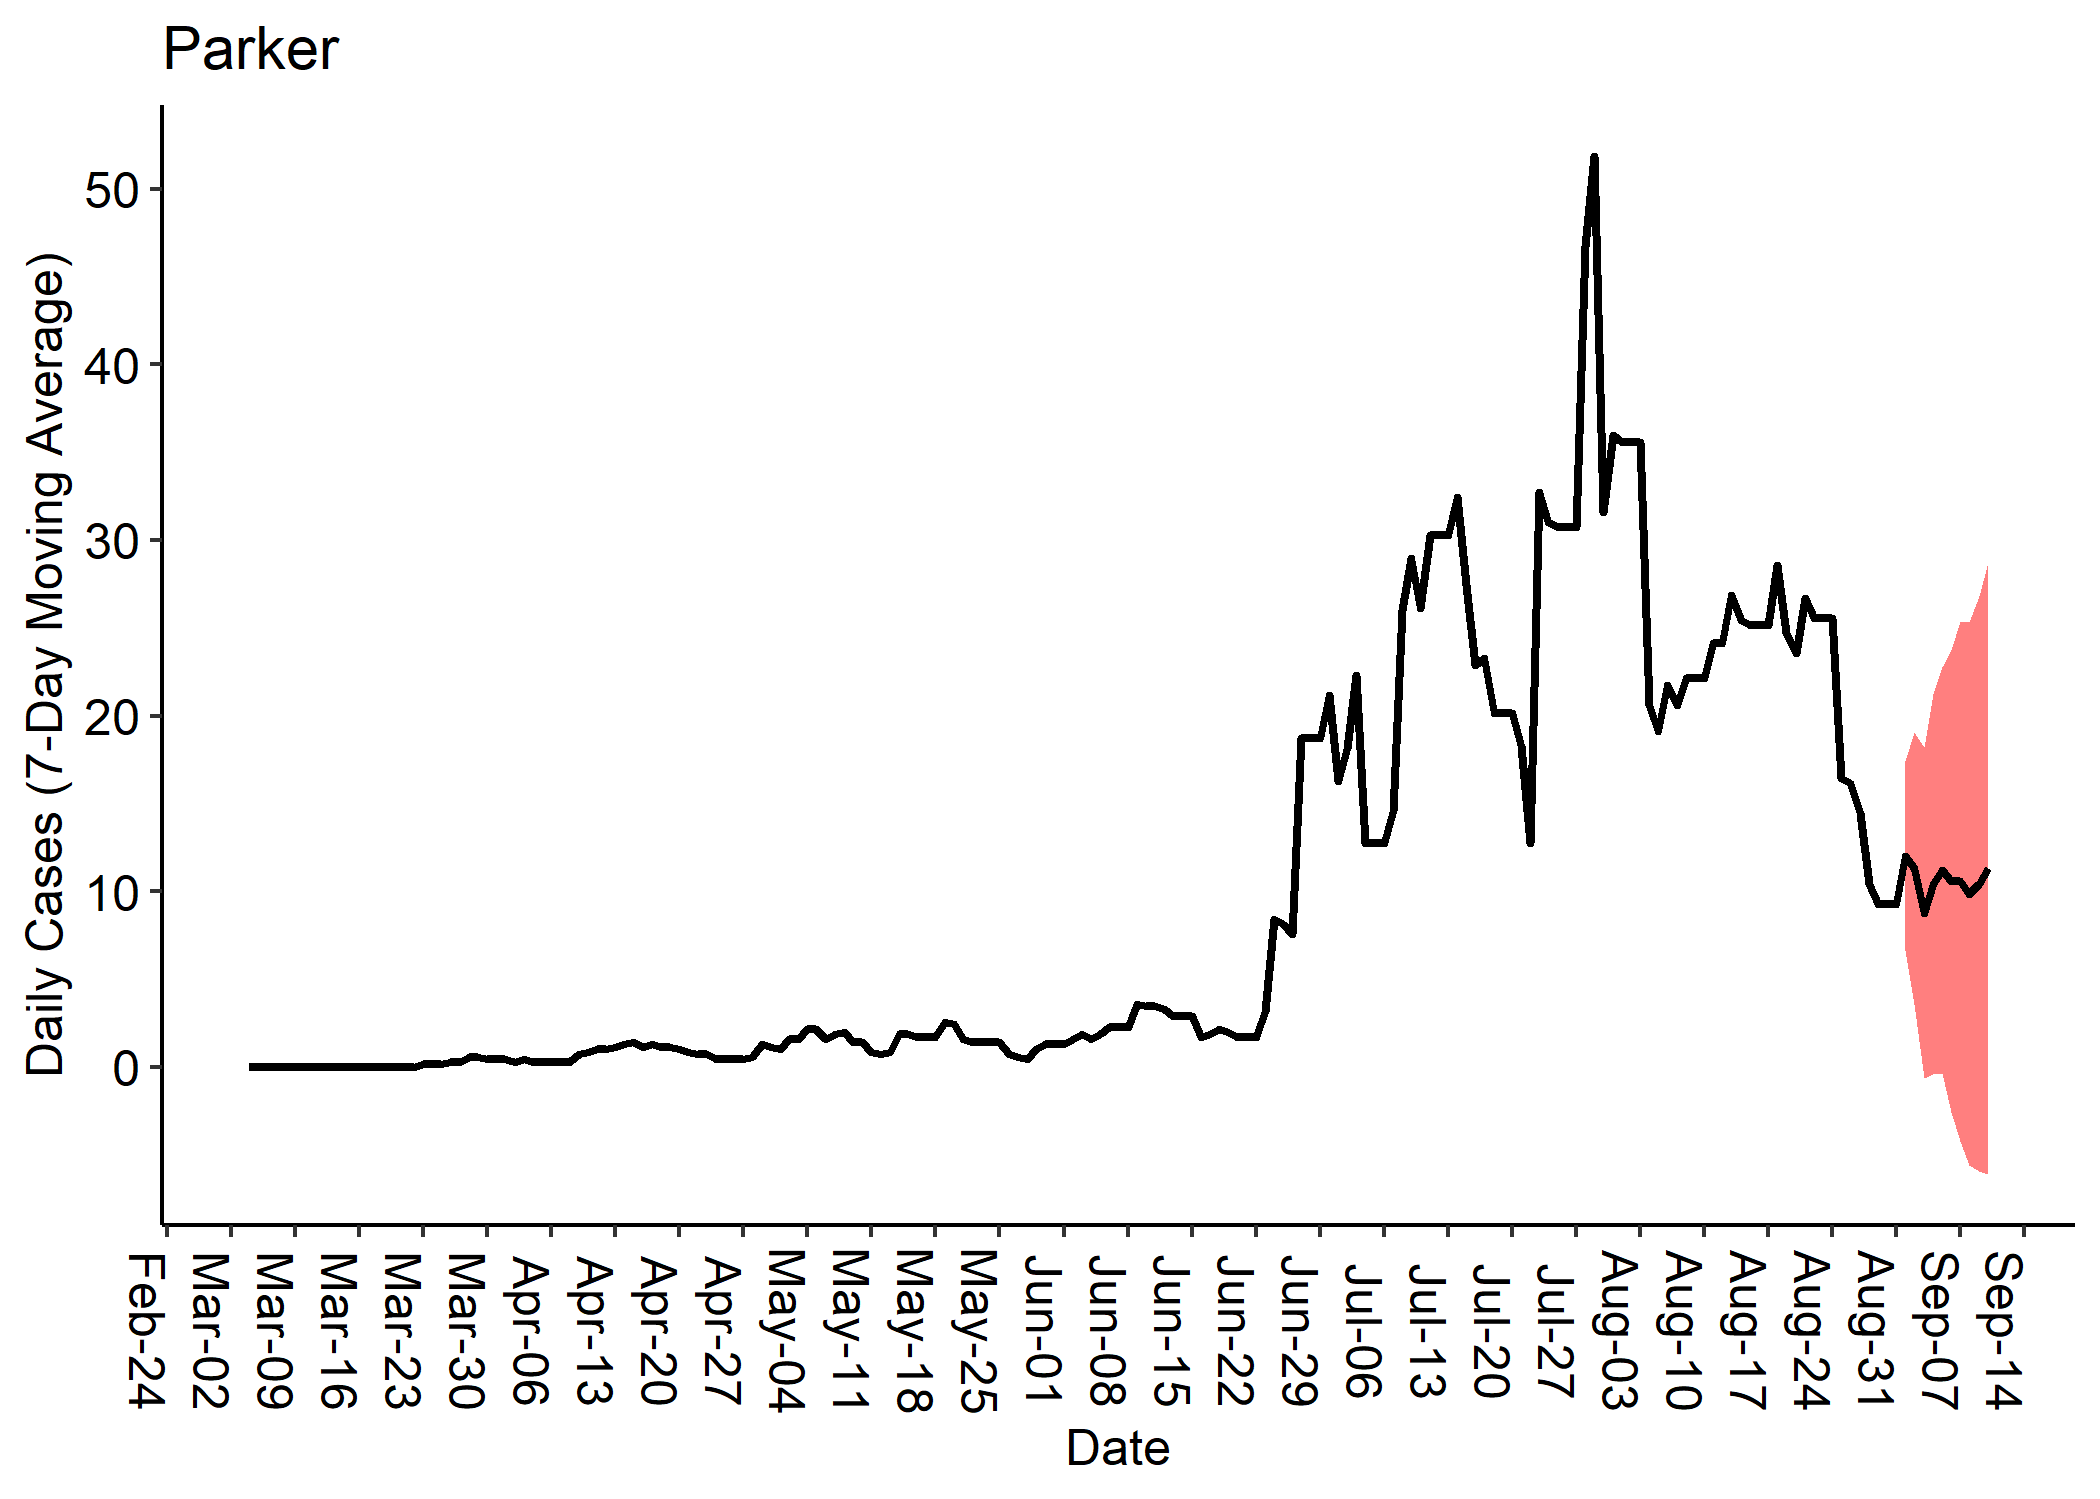 Parker
Daily Cases (7-Day Moving Average)
50
40
30
20
10
0
Feb-24
Mar-02
Mar-09
Mar-16
Mar-23
Mar-30
Apr-06
Apr-13
Apr-20
Apr-27
May-04
May-11
May-18
May-25
Jun-01
Jun-08
Jun-15
Jun-22
Jun-29
Jul-06
Jul-13
Jul-20
Jul-27
Aug-03
Aug-10
Aug-17
Aug-24
Aug-31
Sep-07
Sep-14
Date